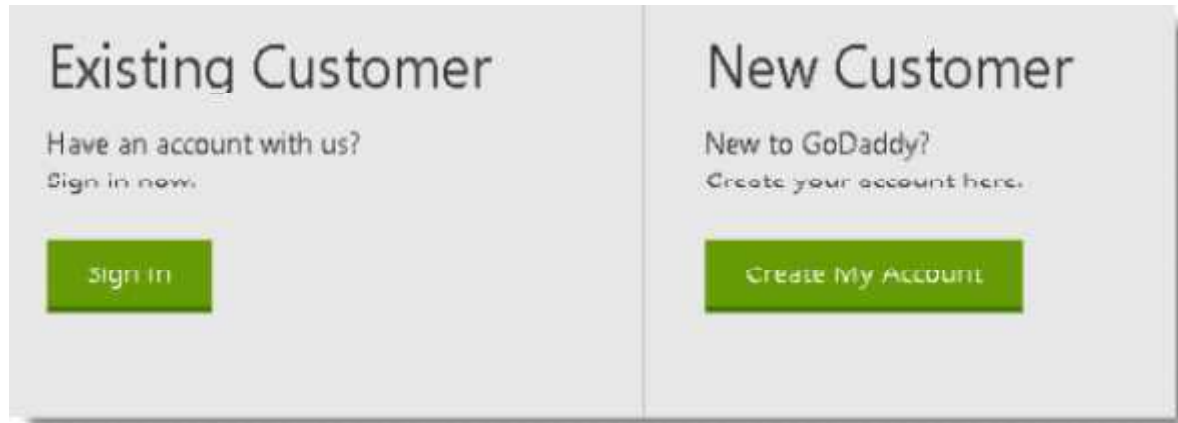 Existing Customer
Have an account with us?
Sign in now.
Sign In
New Customer
New to GoDaddy?
Create your account here.
Create My Account